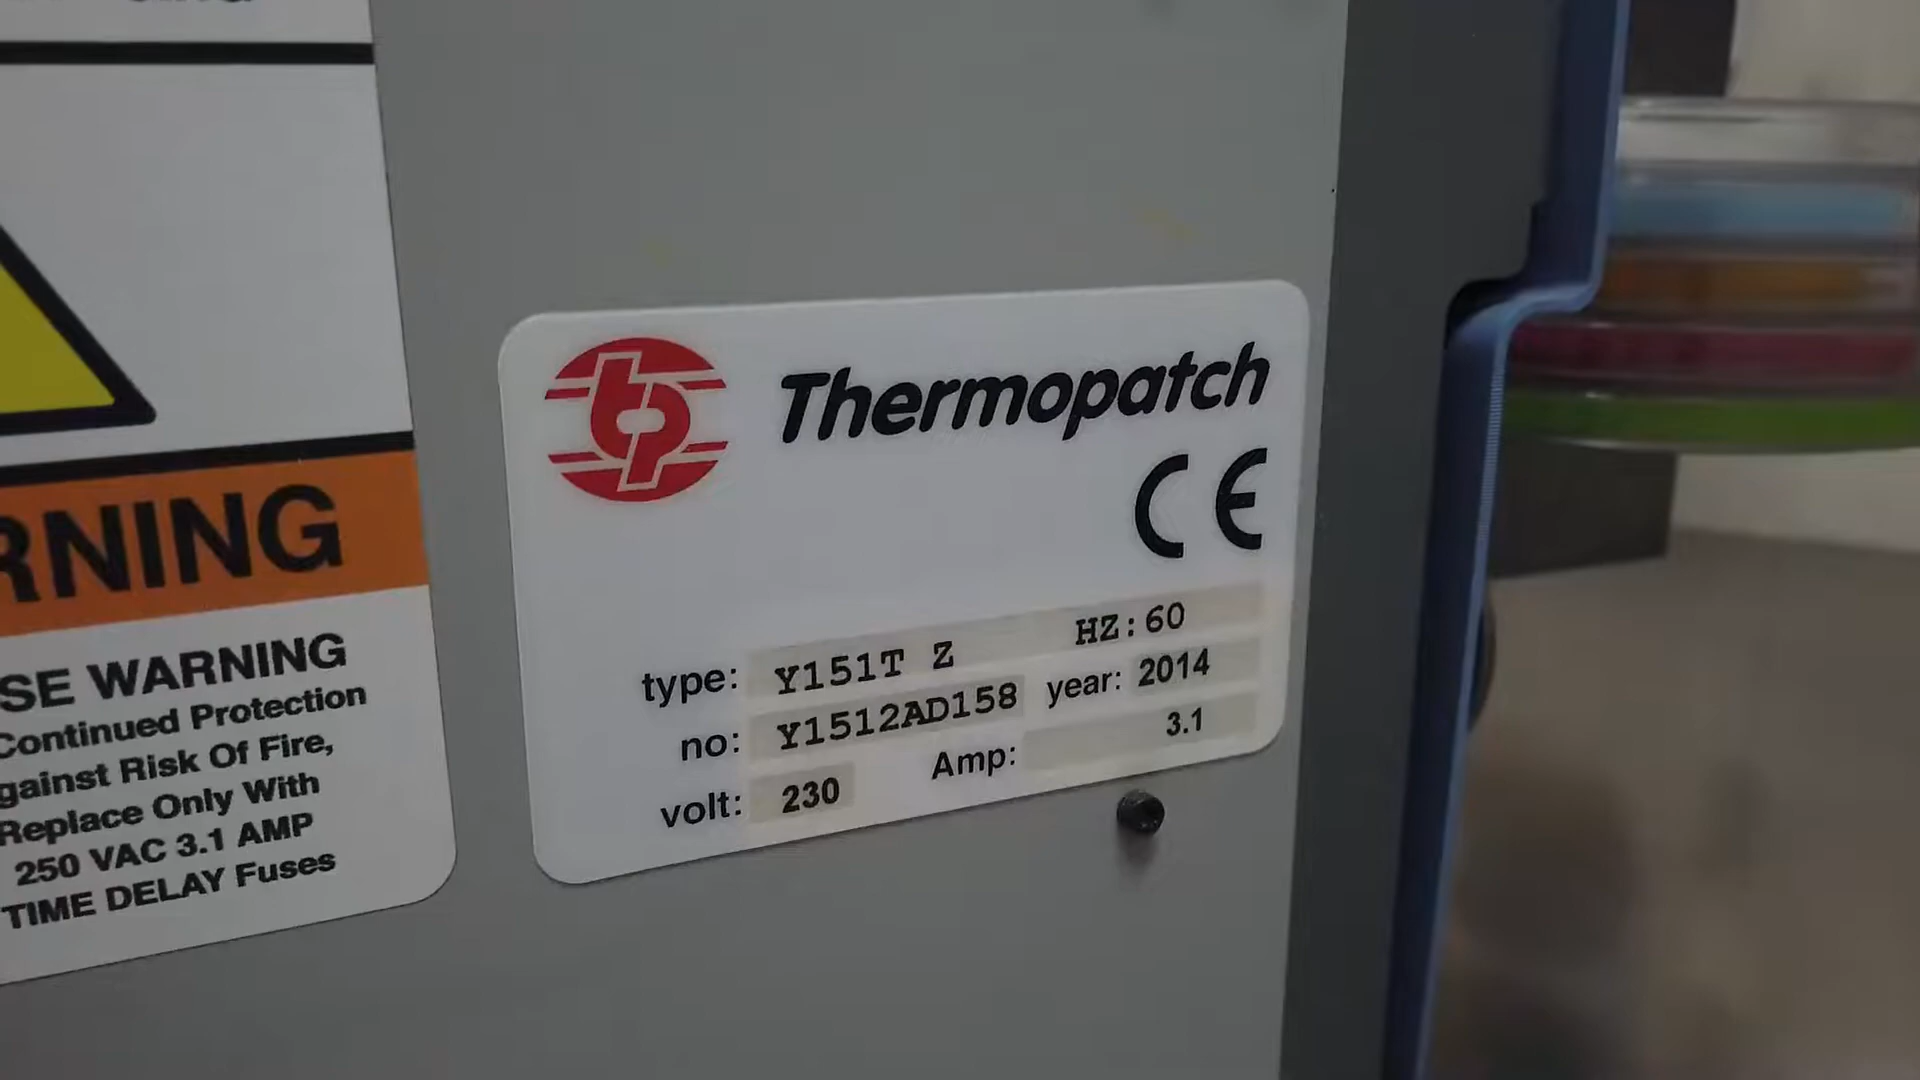 RNING
SE WARNING
Continued Protection
gainst Risk Of Fire,
Replace Only With
250 VAC 3.1 AMP
TIME DELAY Fuses
tp
Thermopatch
CE
type: Y151T Z HZ:60
no: Y1512AD158 year: 2014
volt: 230 Amp: 3.1